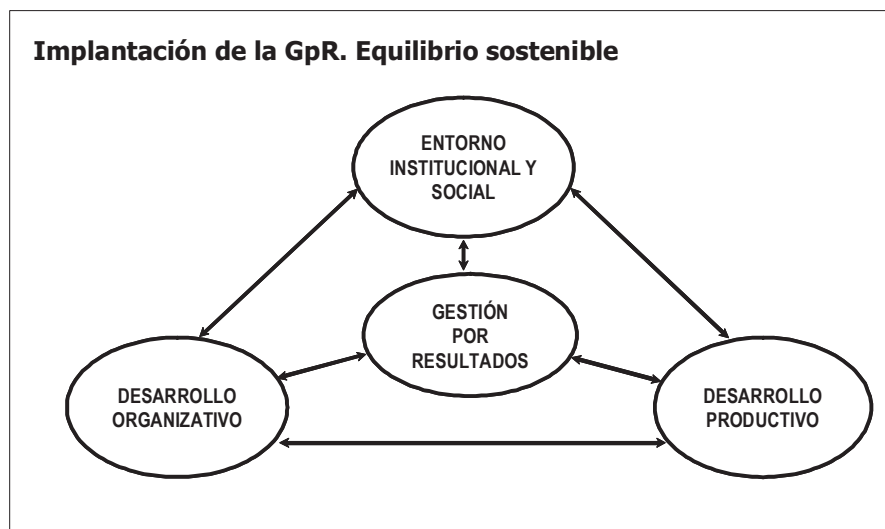 Implantación de la GpR. Equilibrio sostenible
ENTORNO
INSTITUCIONAL Y
SOCIAL
GESTIÓN
POR
RESULTADOS
DESARROLLO
ORGANIZATIVO
DESARROLLO
PRODUCTIVO